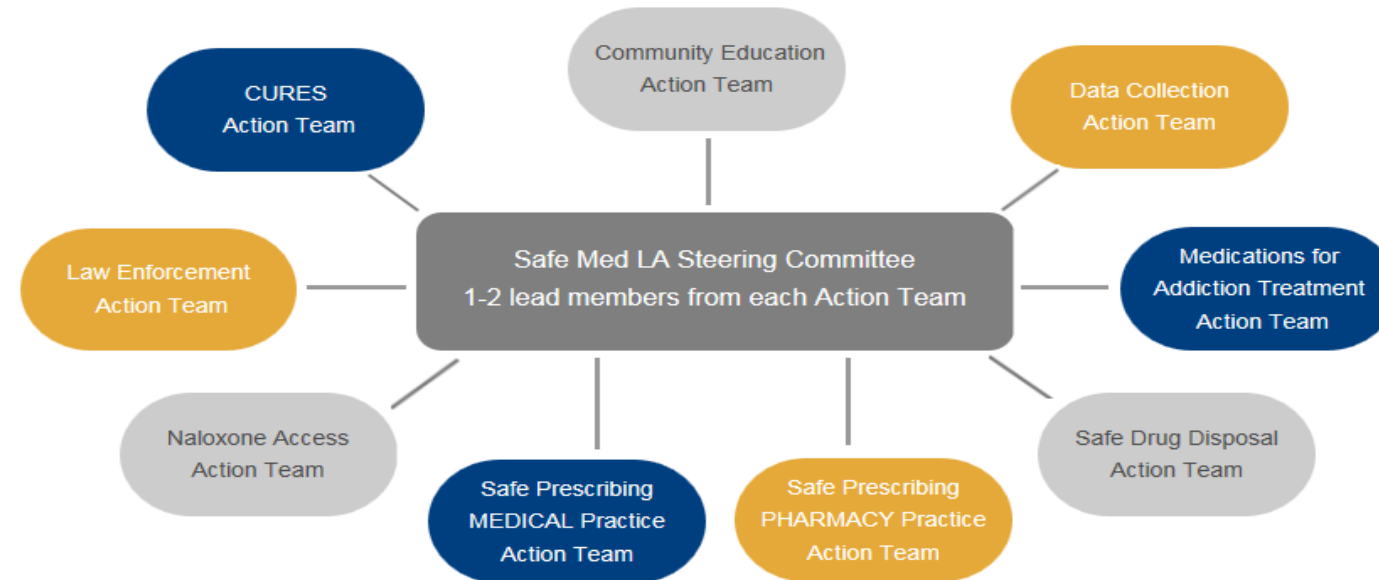 Community Education
Action Team
CURES
Action Team
Data Collection
Action Team
Safe Med LA Steering Committee
1-2 lead members from each Action Team
Law Enforcement
Action Team
Medications for
Addiction Treatment
Action Team
Naloxone Access
Action Team
Safe Drug Disposal
Action Team
Safe Prescribing
MEDICAL Practice
Action Team
Safe Prescribing
PHARMACY Practice
Action Team